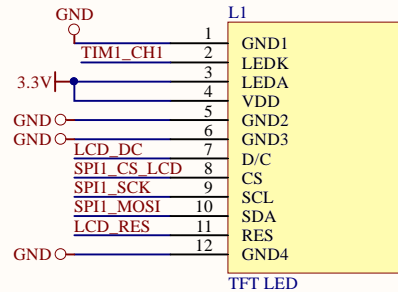 GND
L1
1 GND1
TIM1_CH1 2 LEDK
3.3V 3 LEDA
4 VDD
GND 5 GND2
GND 6 GND3
LCD_DC 7 D/C
SPI1_CS_LCD 8 CS
SPI1_SCK 9 SCL
SPI1_MOSI 10 SDA
LCD_RES 11 RES
GND 12 GND4
TFT LED